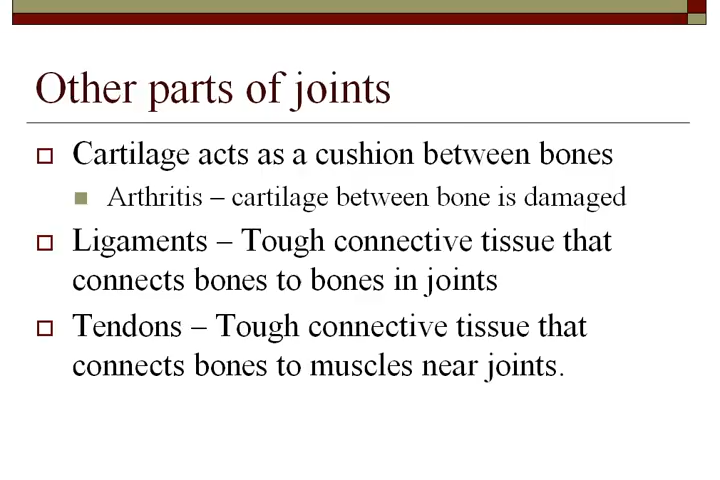 Other parts of joints
Cartilage acts as a cushion between bones
Arthritis – cartilage between bone is damaged
Ligaments – Tough connective tissue that
connects bones to bones in joints
Tendons – Tough connective tissue that
connects bones to muscles near joints.